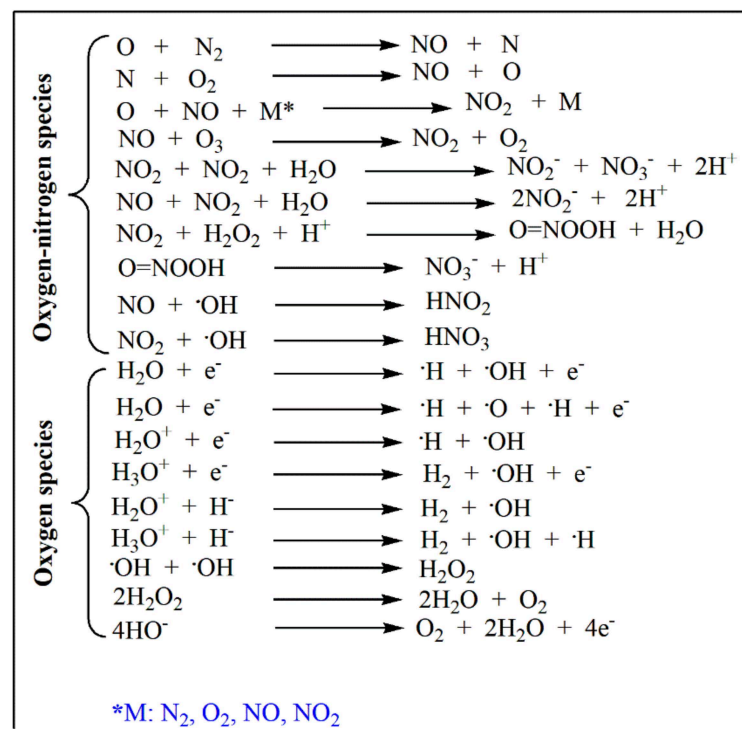 Oxygen-nitrogen species
O + N₂ ⟶ NO + N
N + O₂ ⟶ NO + O
O + NO + M* ⟶ NO₂ + M
NO + O₃ ⟶ NO₂ + O₂
NO₂ + NO₂ + H₂O ⟶ NO₂⁻ + NO₃⁻ + 2H⁺
NO + NO₂ + H₂O ⟶ 2NO₂⁻ + 2H⁺
NO₂ + H₂O₂ + H⁺ ⟶ O=NOOH + H₂O
O=NOOH ⟶ NO₃⁻ + H⁺
NO + ·OH ⟶ HNO₂
NO₂ + ·OH ⟶ HNO₃
Oxygen species
H₂O + e⁻ ⟶ ·H + ·OH + e⁻
H₂O + e⁻ ⟶ ·H + ·O + ·H + e⁻
H₂O⁺ + e⁻ ⟶ ·H + ·OH
H₃O⁺ + e⁻ ⟶ H₂ + ·OH + e⁻
H₂O⁺ + H⁻ ⟶ H₂ + ·OH
H₃O⁺ + H⁻ ⟶ H₂ + ·OH + ·H
·OH + ·OH ⟶ H₂O₂
2H₂O₂ ⟶ 2H₂O + O₂
4HO⁻ ⟶ O₂ + 2H₂O + 4e⁻
*M: N₂, O₂, NO, NO₂